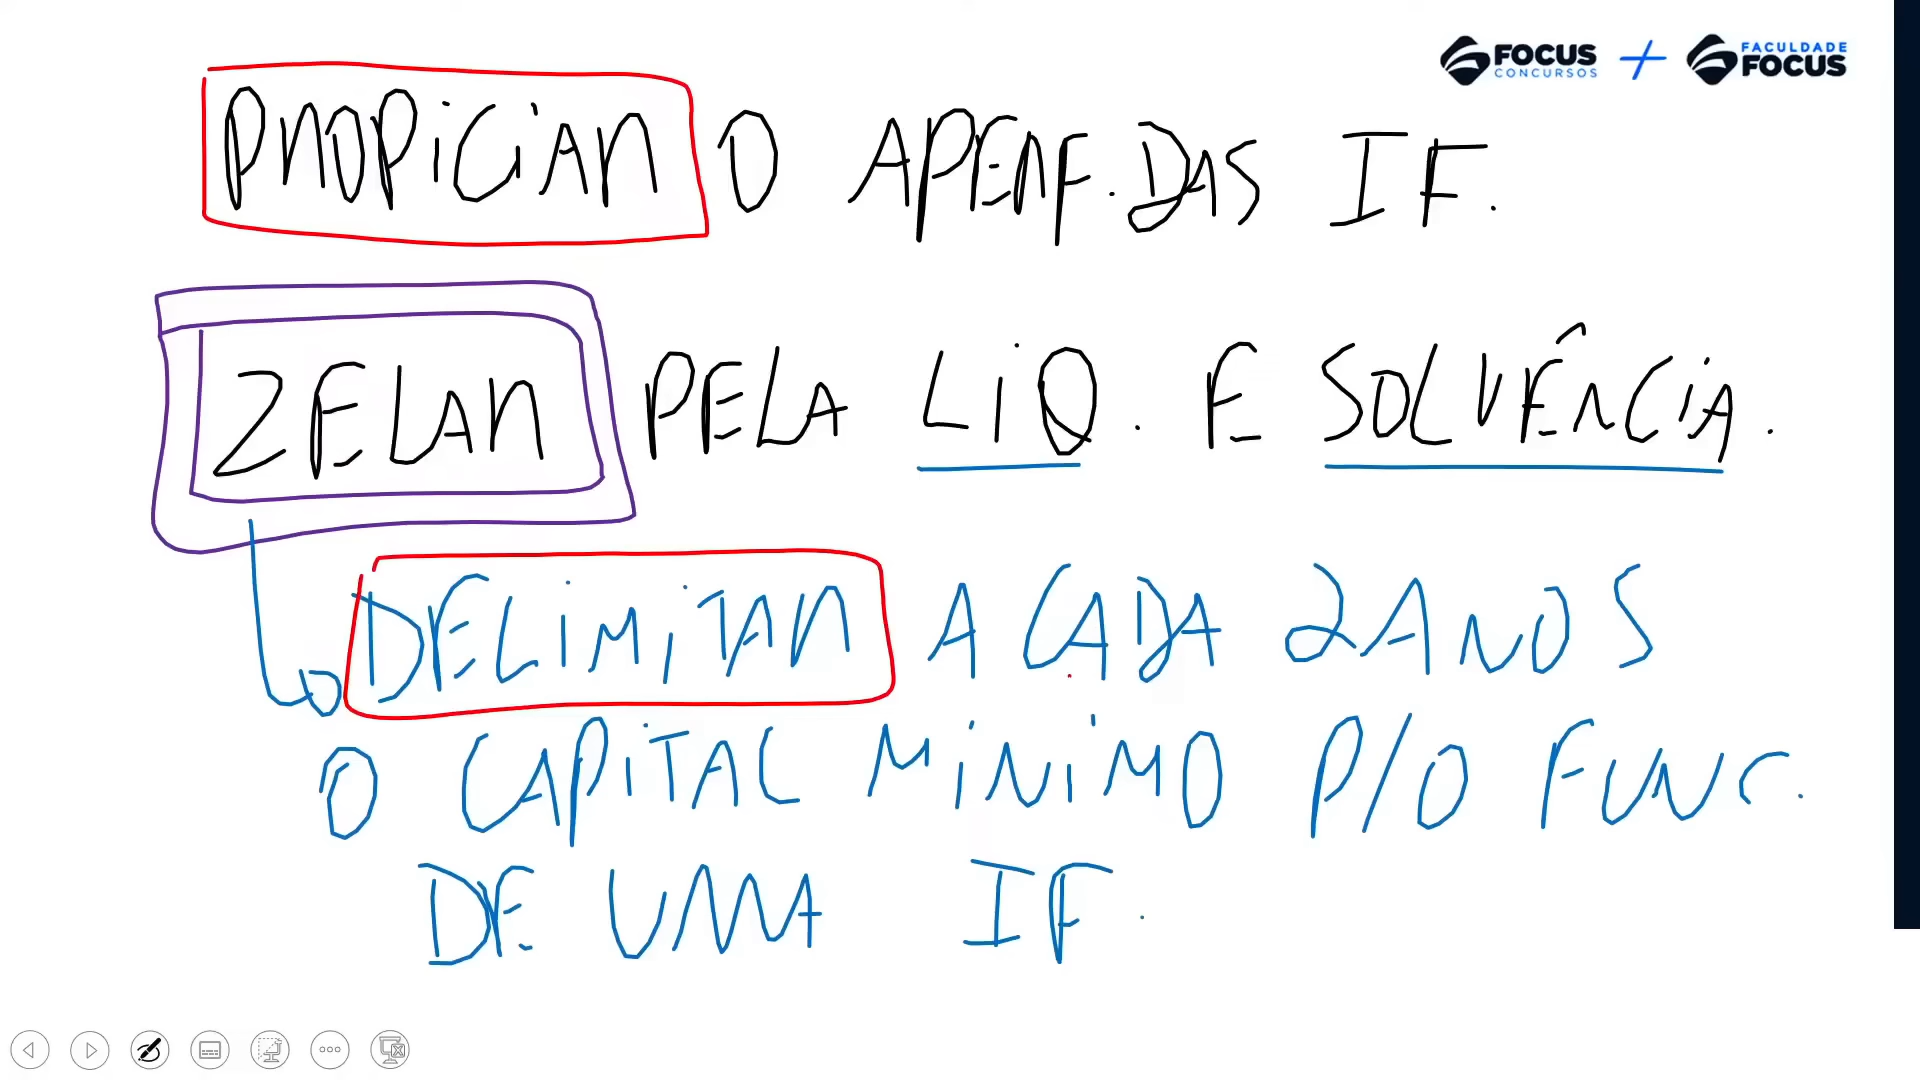 FOCUS CONCURSOS + FACULDADE FOCUS
PROPICIAR O APERF. DAS IF.
ZELAR PELA LIQ. E SOLVÊNCIA.
DELIMITAR A CADA 2 ANOS
O CAPITAL MíNIMO P/O FUNC.
DE UMA IF.